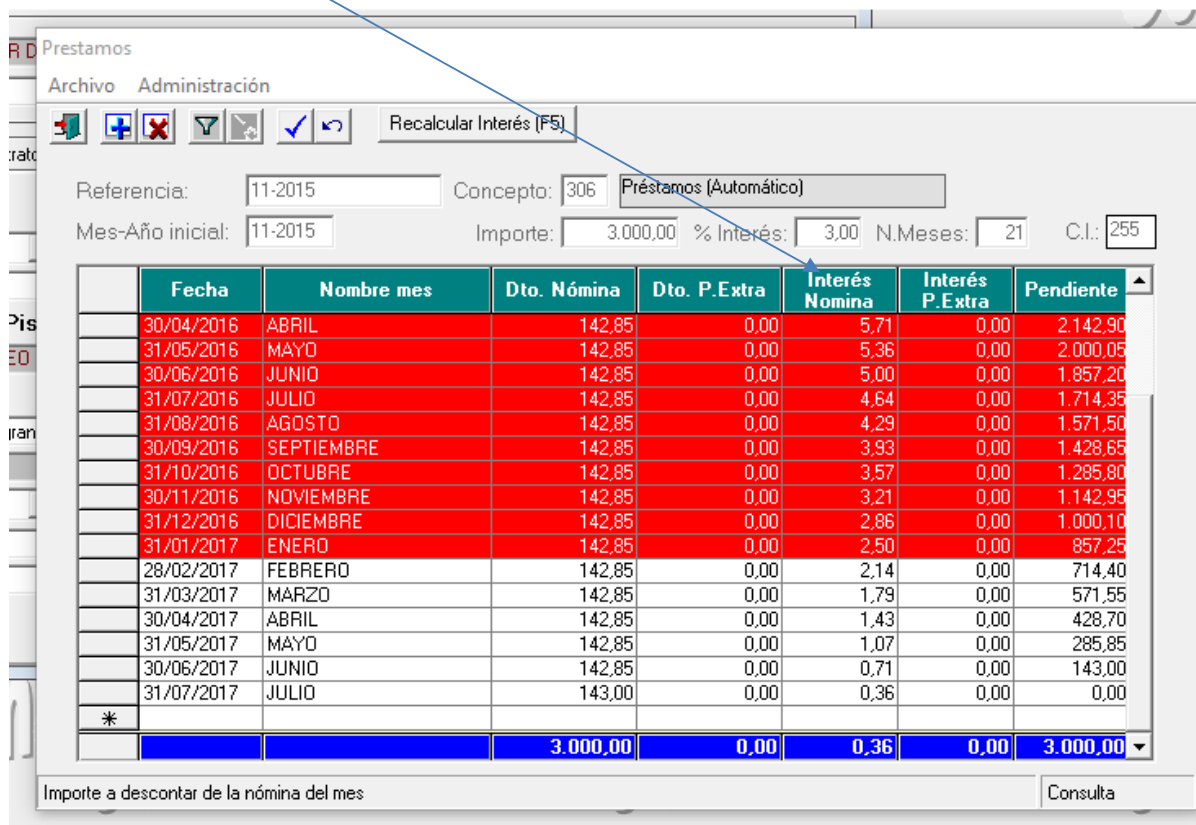 Prestamos
Archivo Administración
Recalcular Interés (F5)
Referencia: 11-2015 Concepto: 306 Préstamos (Automático)
Mes-Año inicial: 11-2015 Importe: 3.000,00 % Interés: 3,00 N.Meses: 21 C.I.: 255
Fecha Nombre mes Dto. Nómina Dto. P.Extra Interés Nomina Interés P.Extra Pendiente
30/04/2016 ABRIL 142,85 0,00 5,71 0,00 2.142,90
31/05/2016 MAYO 142,85 0,00 5,36 0,00 2.000,05
30/06/2016 JUNIO 142,85 0,00 5,00 0,00 1.857,20
31/07/2016 JULIO 142,85 0,00 4,64 0,00 1.714,35
31/08/2016 AGOSTO 142,85 0,00 4,29 0,00 1.571,50
30/09/2016 SEPTIEMBRE 142,85 0,00 3,93 0,00 1.428,65
31/10/2016 OCTUBRE 142,85 0,00 3,57 0,00 1.285,80
30/11/2016 NOVIEMBRE 142,85 0,00 3,21 0,00 1.142,95
31/12/2016 DICIEMBRE 142,85 0,00 2,86 0,00 1.000,10
31/01/2017 ENERO 142,85 0,00 2,50 0,00 857,25
28/02/2017 FEBRERO 142,85 0,00 2,14 0,00 714,40
31/03/2017 MARZO 142,85 0,00 1,79 0,00 571,55
30/04/2017 ABRIL 142,85 0,00 1,43 0,00 428,70
31/05/2017 MAYO 142,85 0,00 1,07 0,00 285,85
30/06/2017 JUNIO 142,85 0,00 0,71 0,00 143,00
31/07/2017 JULIO 143,00 0,00 0,36 0,00 0,00
3.000,00 0,00 0,36 0,00 3.000,00
Importe a descontar de la nómina del mes Consulta